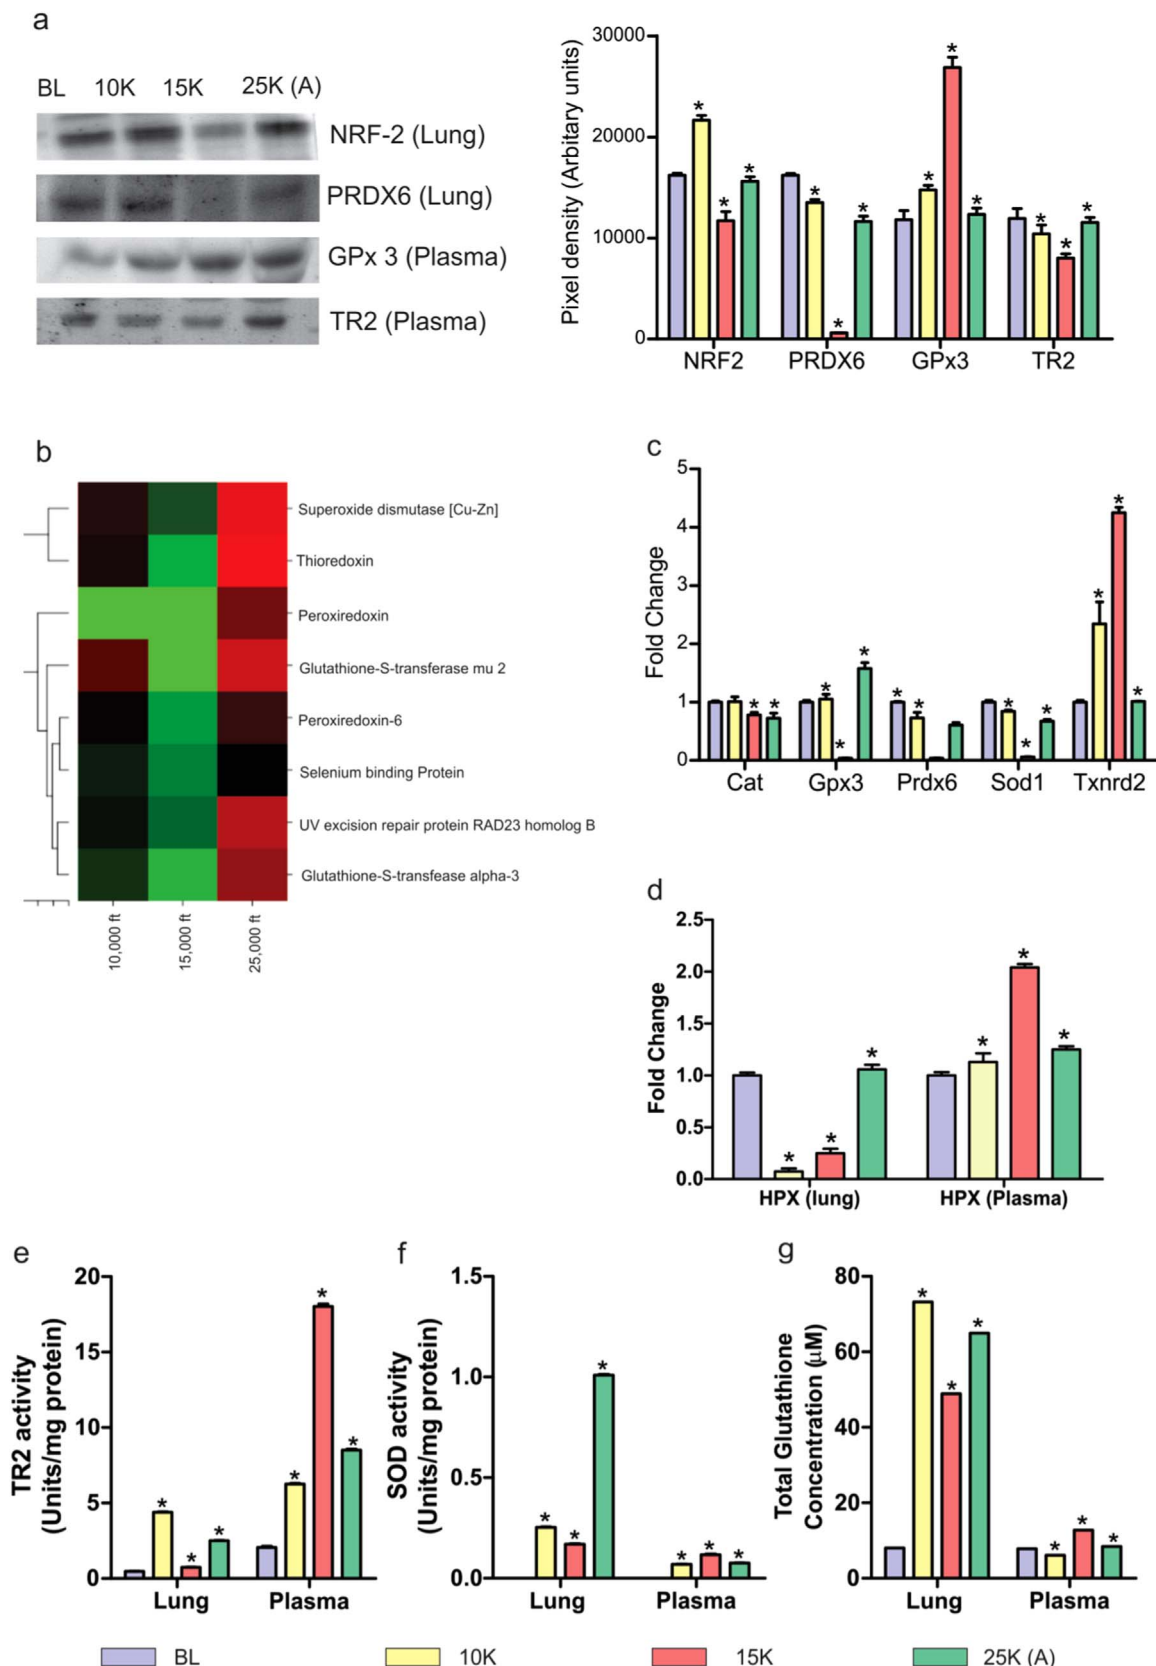 a
BL 10K 15K 25K (A)
NRF-2 (Lung)
PRDX6 (Lung)
GPx 3 (Plasma)
TR2 (Plasma)
Pixel density (Arbitary units)
30000
20000
10000
0
* * * * * * * * * * * *
NRF2 PRDX6 GPx3 TR2
b
Superoxide dismutase [Cu-Zn]
Thioredoxin
Peroxiredoxin
Glutathione-S-transferase mu 2
Peroxiredoxin-6
Selenium binding Protein
UV excision repair protein RAD23 homolog B
Glutathione-S-transfease alpha-3
10,000 ft
15,000 ft
25,000 ft
c
Fold Change
5
4
3
2
1
0
* * * * * * * * * * * * *
Cat Gpx3 Prdx6 Sod1 Txnrd2
d
Fold Change
2.5
2.0
1.5
1.0
0.5
0.0
* * * * * *
HPX (lung) HPX (Plasma)
e
TR2 activity
(Units/mg protein)
20
15
10
5
0
* * * * * *
Lung Plasma
f
SOD activity
(Units/mg protein)
1.5
1.0
0.5
0.0
* * * * * *
Lung Plasma
g
Total Glutathione
Concentration (µM)
80
60
40
20
0
* * * * * *
Lung Plasma
BL 10K 15K 25K (A)